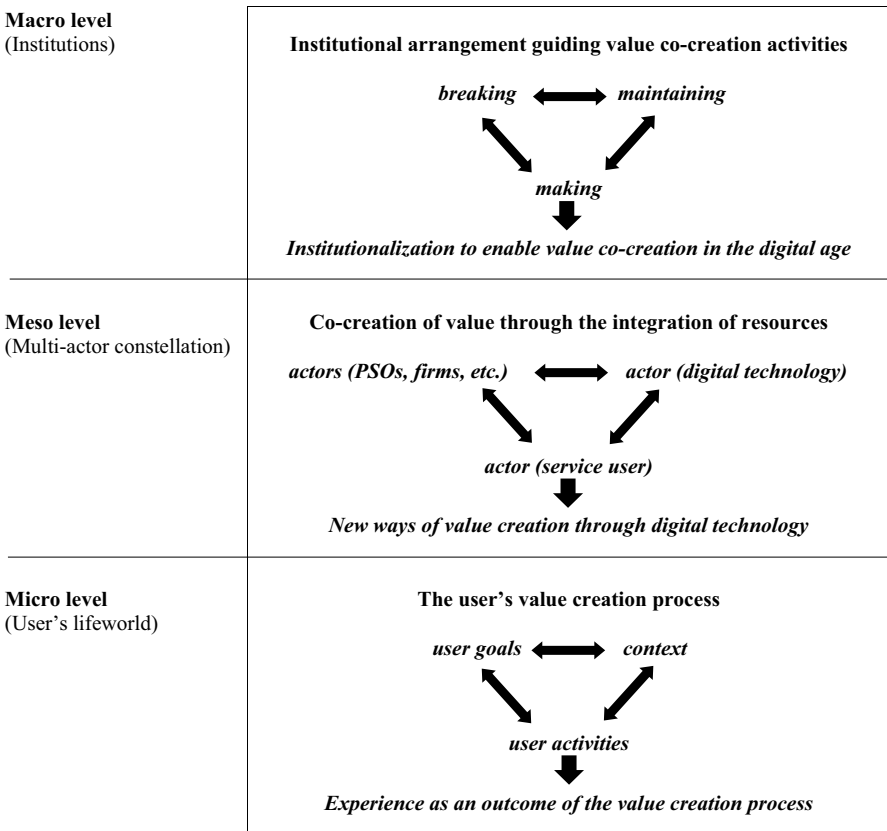 Macro level
(Institutions)
Institutional arrangement guiding value co-creation activities
breaking maintaining
making
Institutionalization to enable value co-creation in the digital age
Meso level
(Multi-actor constellation)
Co-creation of value through the integration of resources
actors (PSOs, firms, etc.) actor (digital technology)
actor (service user)
New ways of value creation through digital technology
Micro level
(User’s lifeworld)
The user’s value creation process
user goals context
user activities
Experience as an outcome of the value creation process